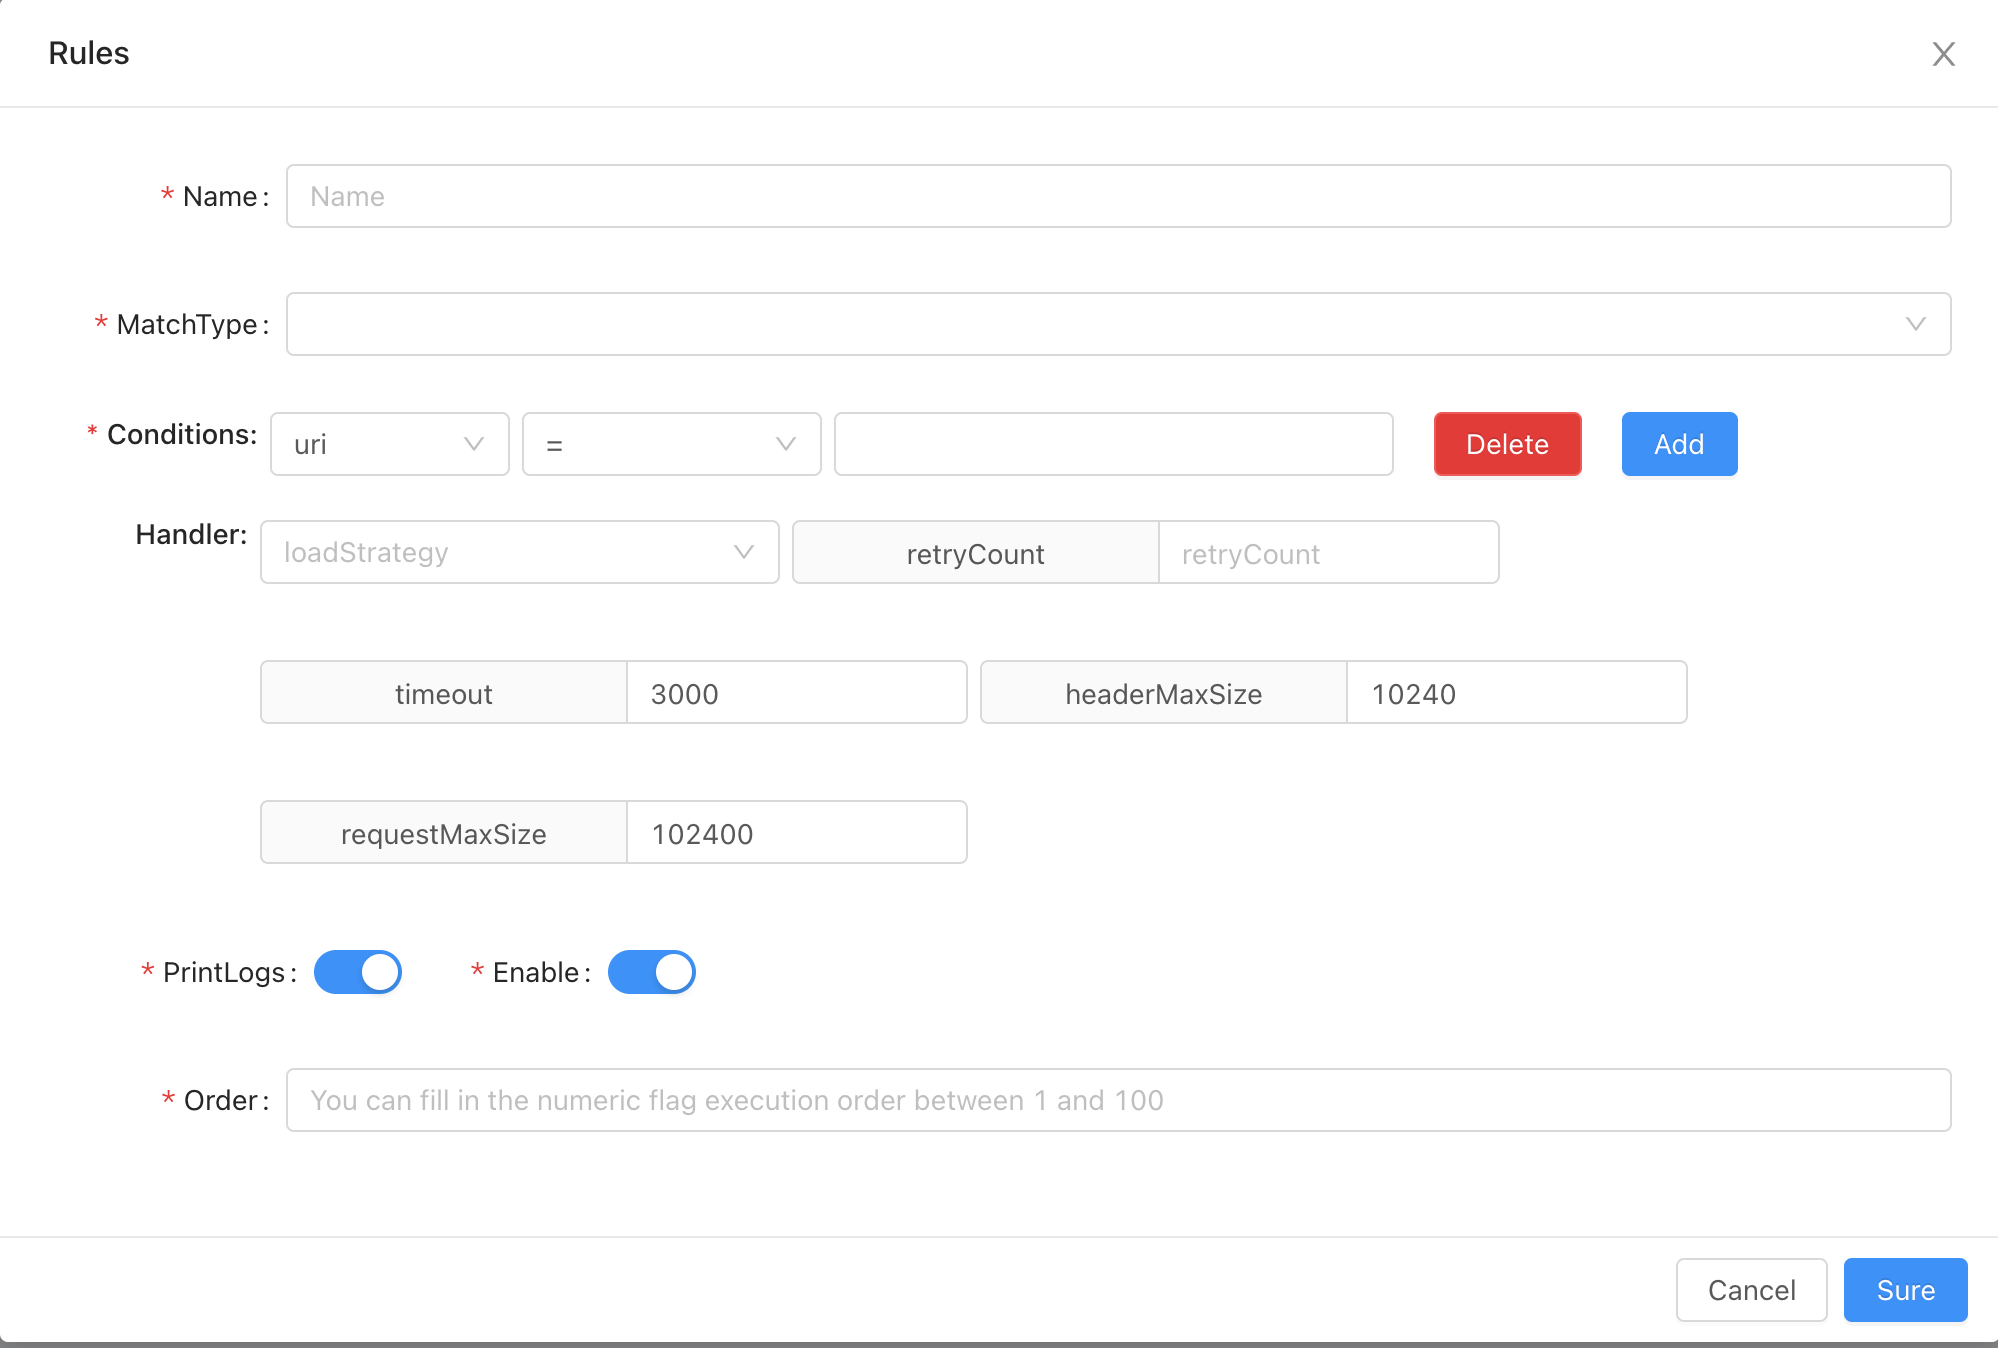 Rules
* Name: Name
* MatchType:
* Conditions: uri = Delete Add
Handler: loadStrategy retryCount retryCount
timeout 3000 headerMaxSize 10240
requestMaxSize 102400
* PrintLogs: * Enable:
* Order: You can fill in the numeric flag execution order between 1 and 100
Cancel Sure